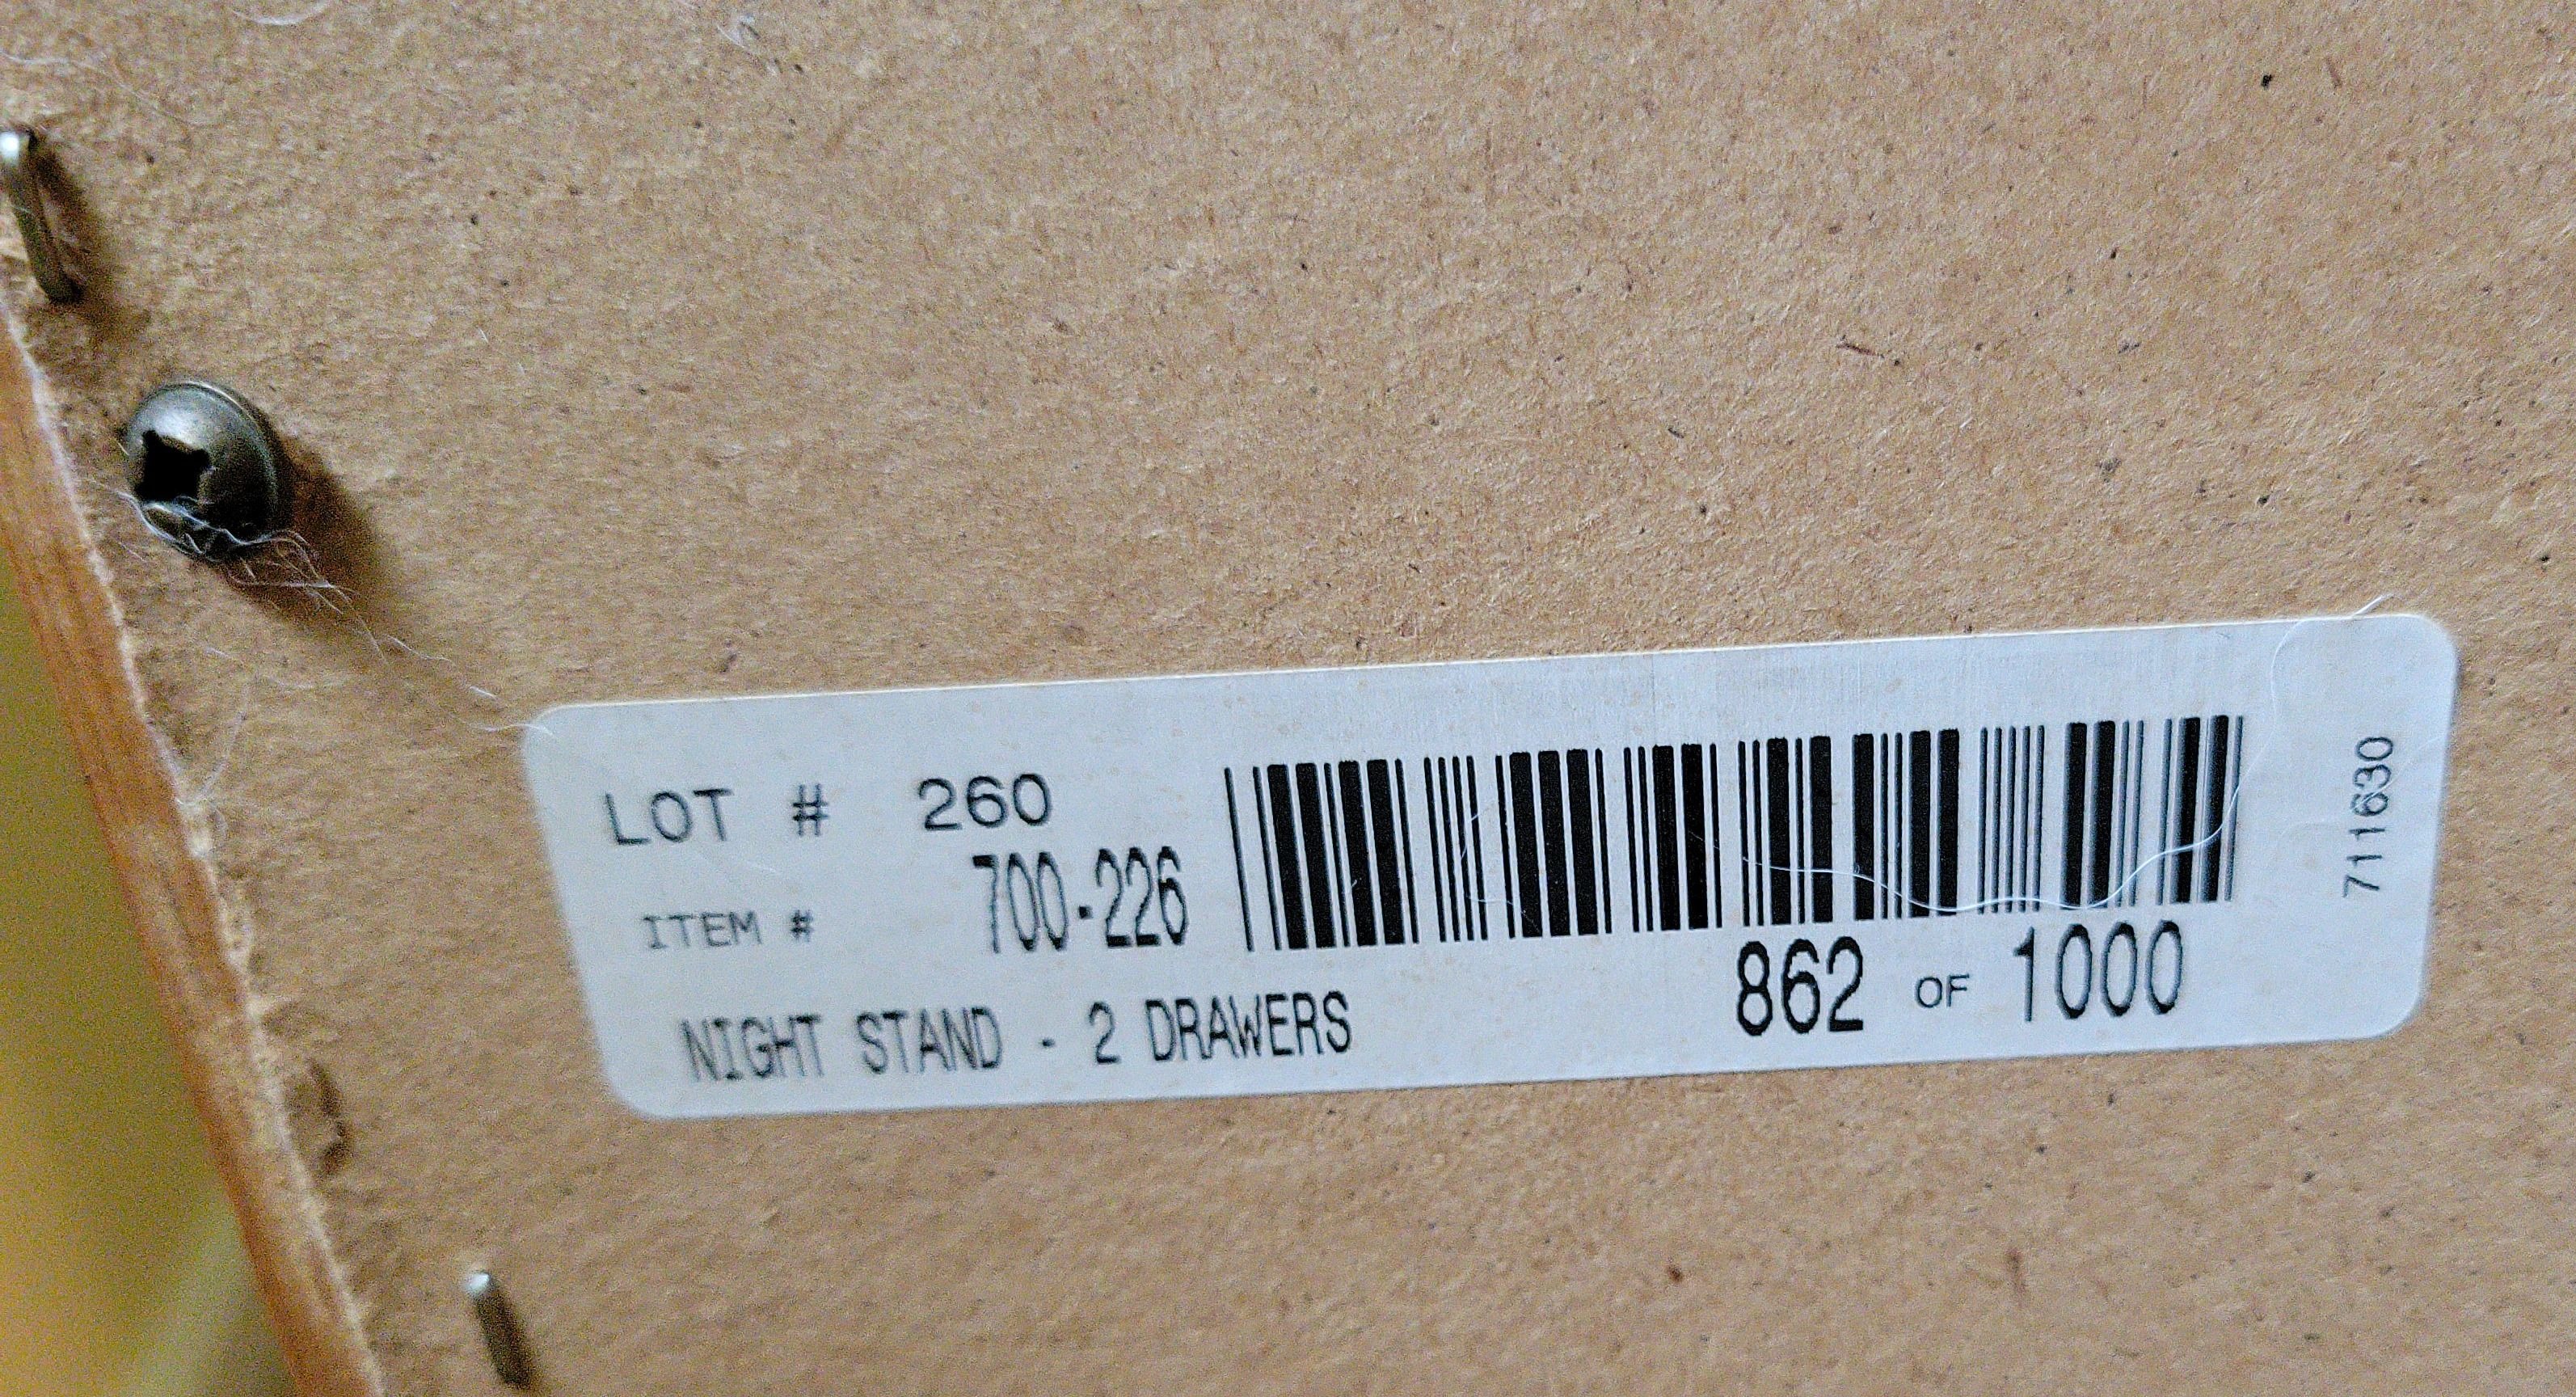 LOT # 260
ITEM # 700-226
NIGHT STAND - 2 DRAWERS
862 OF 1000
711630